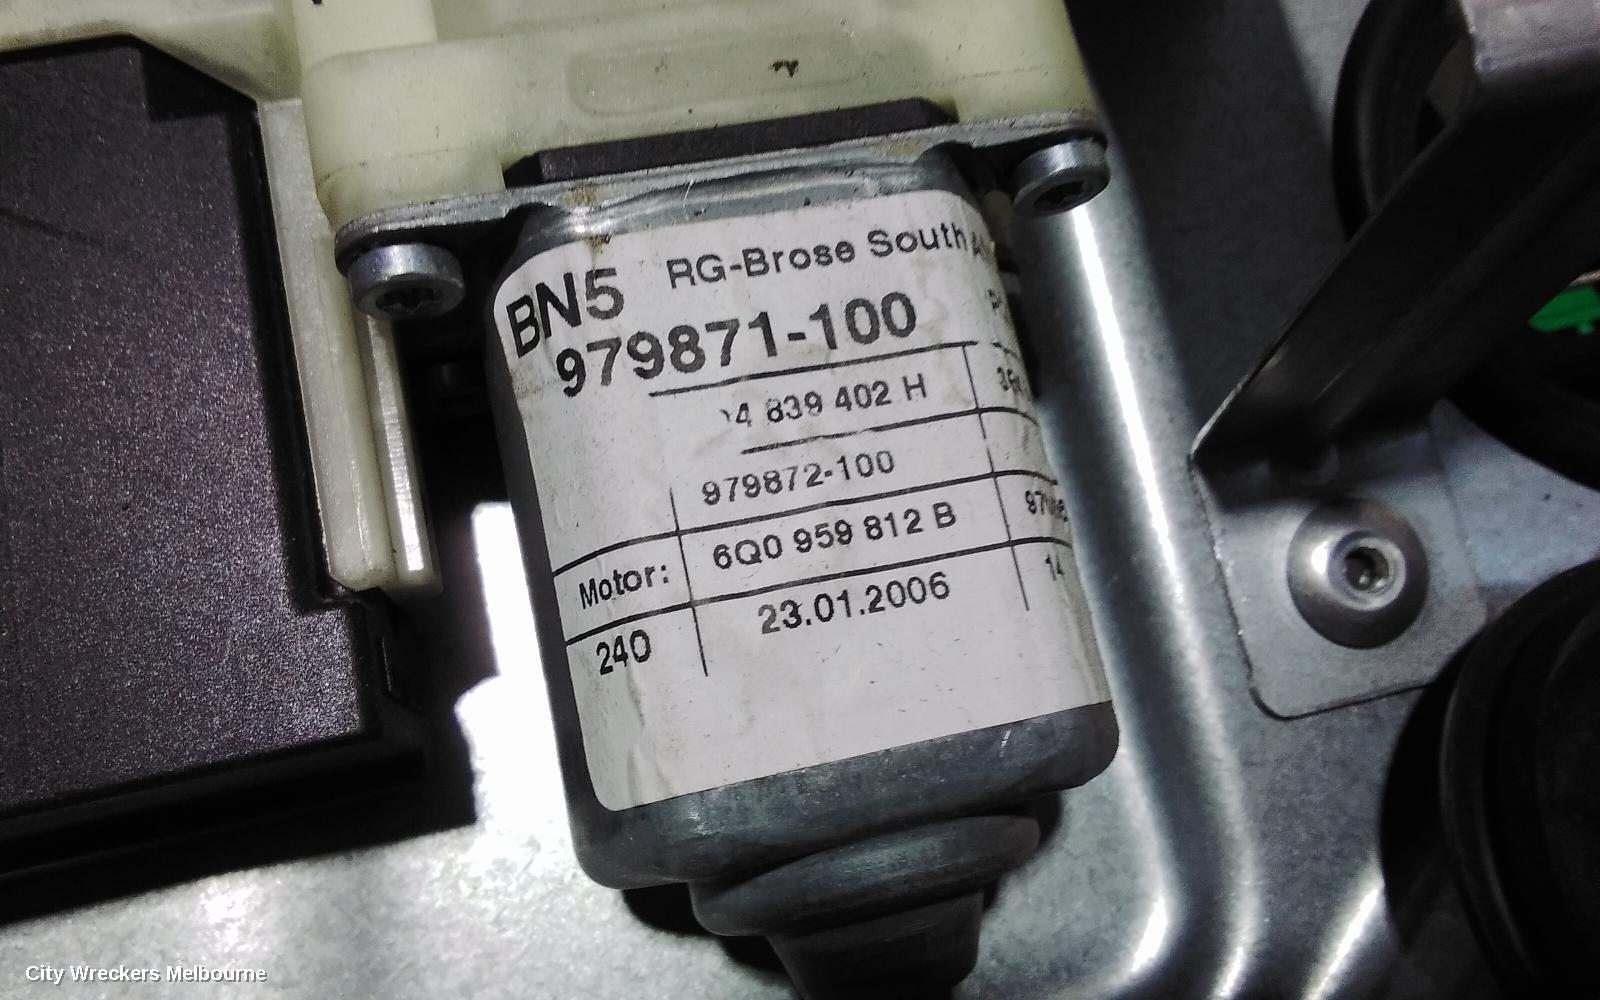 BN5 RG-Brose South
979871-100
4 839 402 H
979872-100
Motor: 6Q0 959 812 B
240 23.01.2006 14
City Wreckers Melbourne